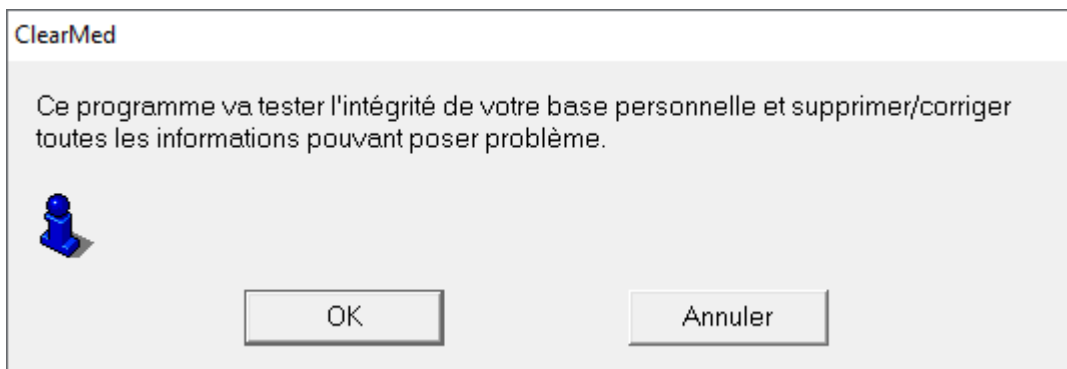 ClearMed
Ce programme va tester l'intégrité de votre base personnelle et supprimer/corriger
toutes les informations pouvant poser problème.
OK
Annuler